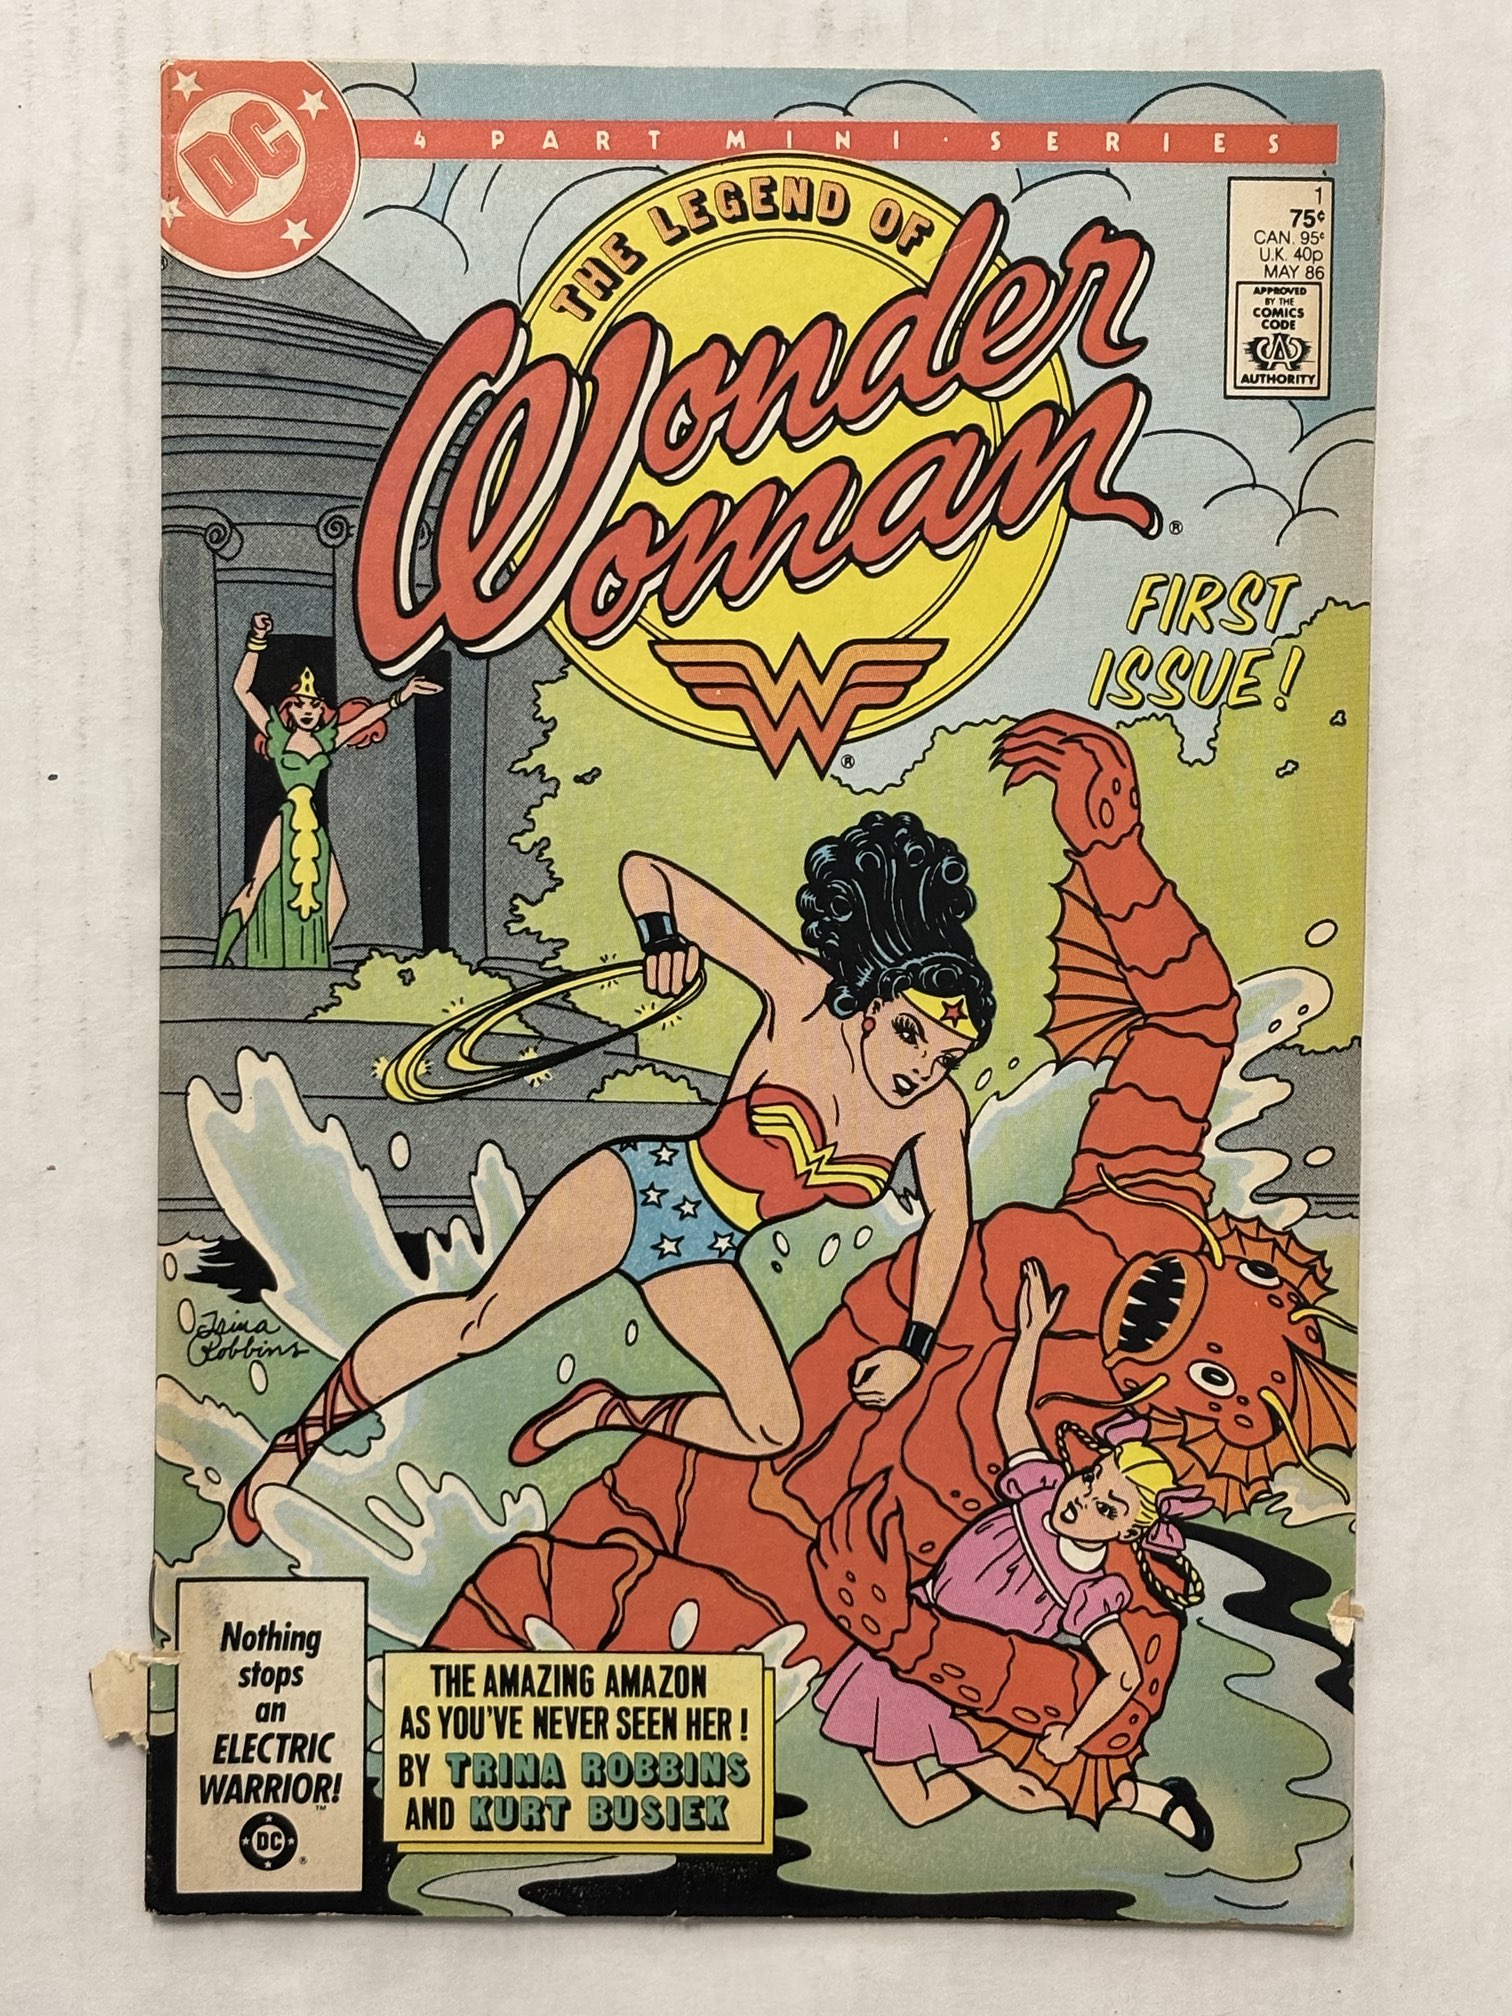 DC
4 PART MINI-SERIES
THE LEGEND OF
Wonder
Woman
®
1
75¢
CAN. 95¢
U.K. 40p
MAY 86
APPROVED
BY THE
COMICS
CODE
CA
AUTHORITY
FIRST
ISSUE!
W
®
Trina
Robbins
Nothing
stops
an
ELECTRIC
WARRIOR!™
DC
®
THE AMAZING AMAZON
AS YOU'VE NEVER SEEN HER!
BY TRINA ROBBINS
AND KURT BUSIEK